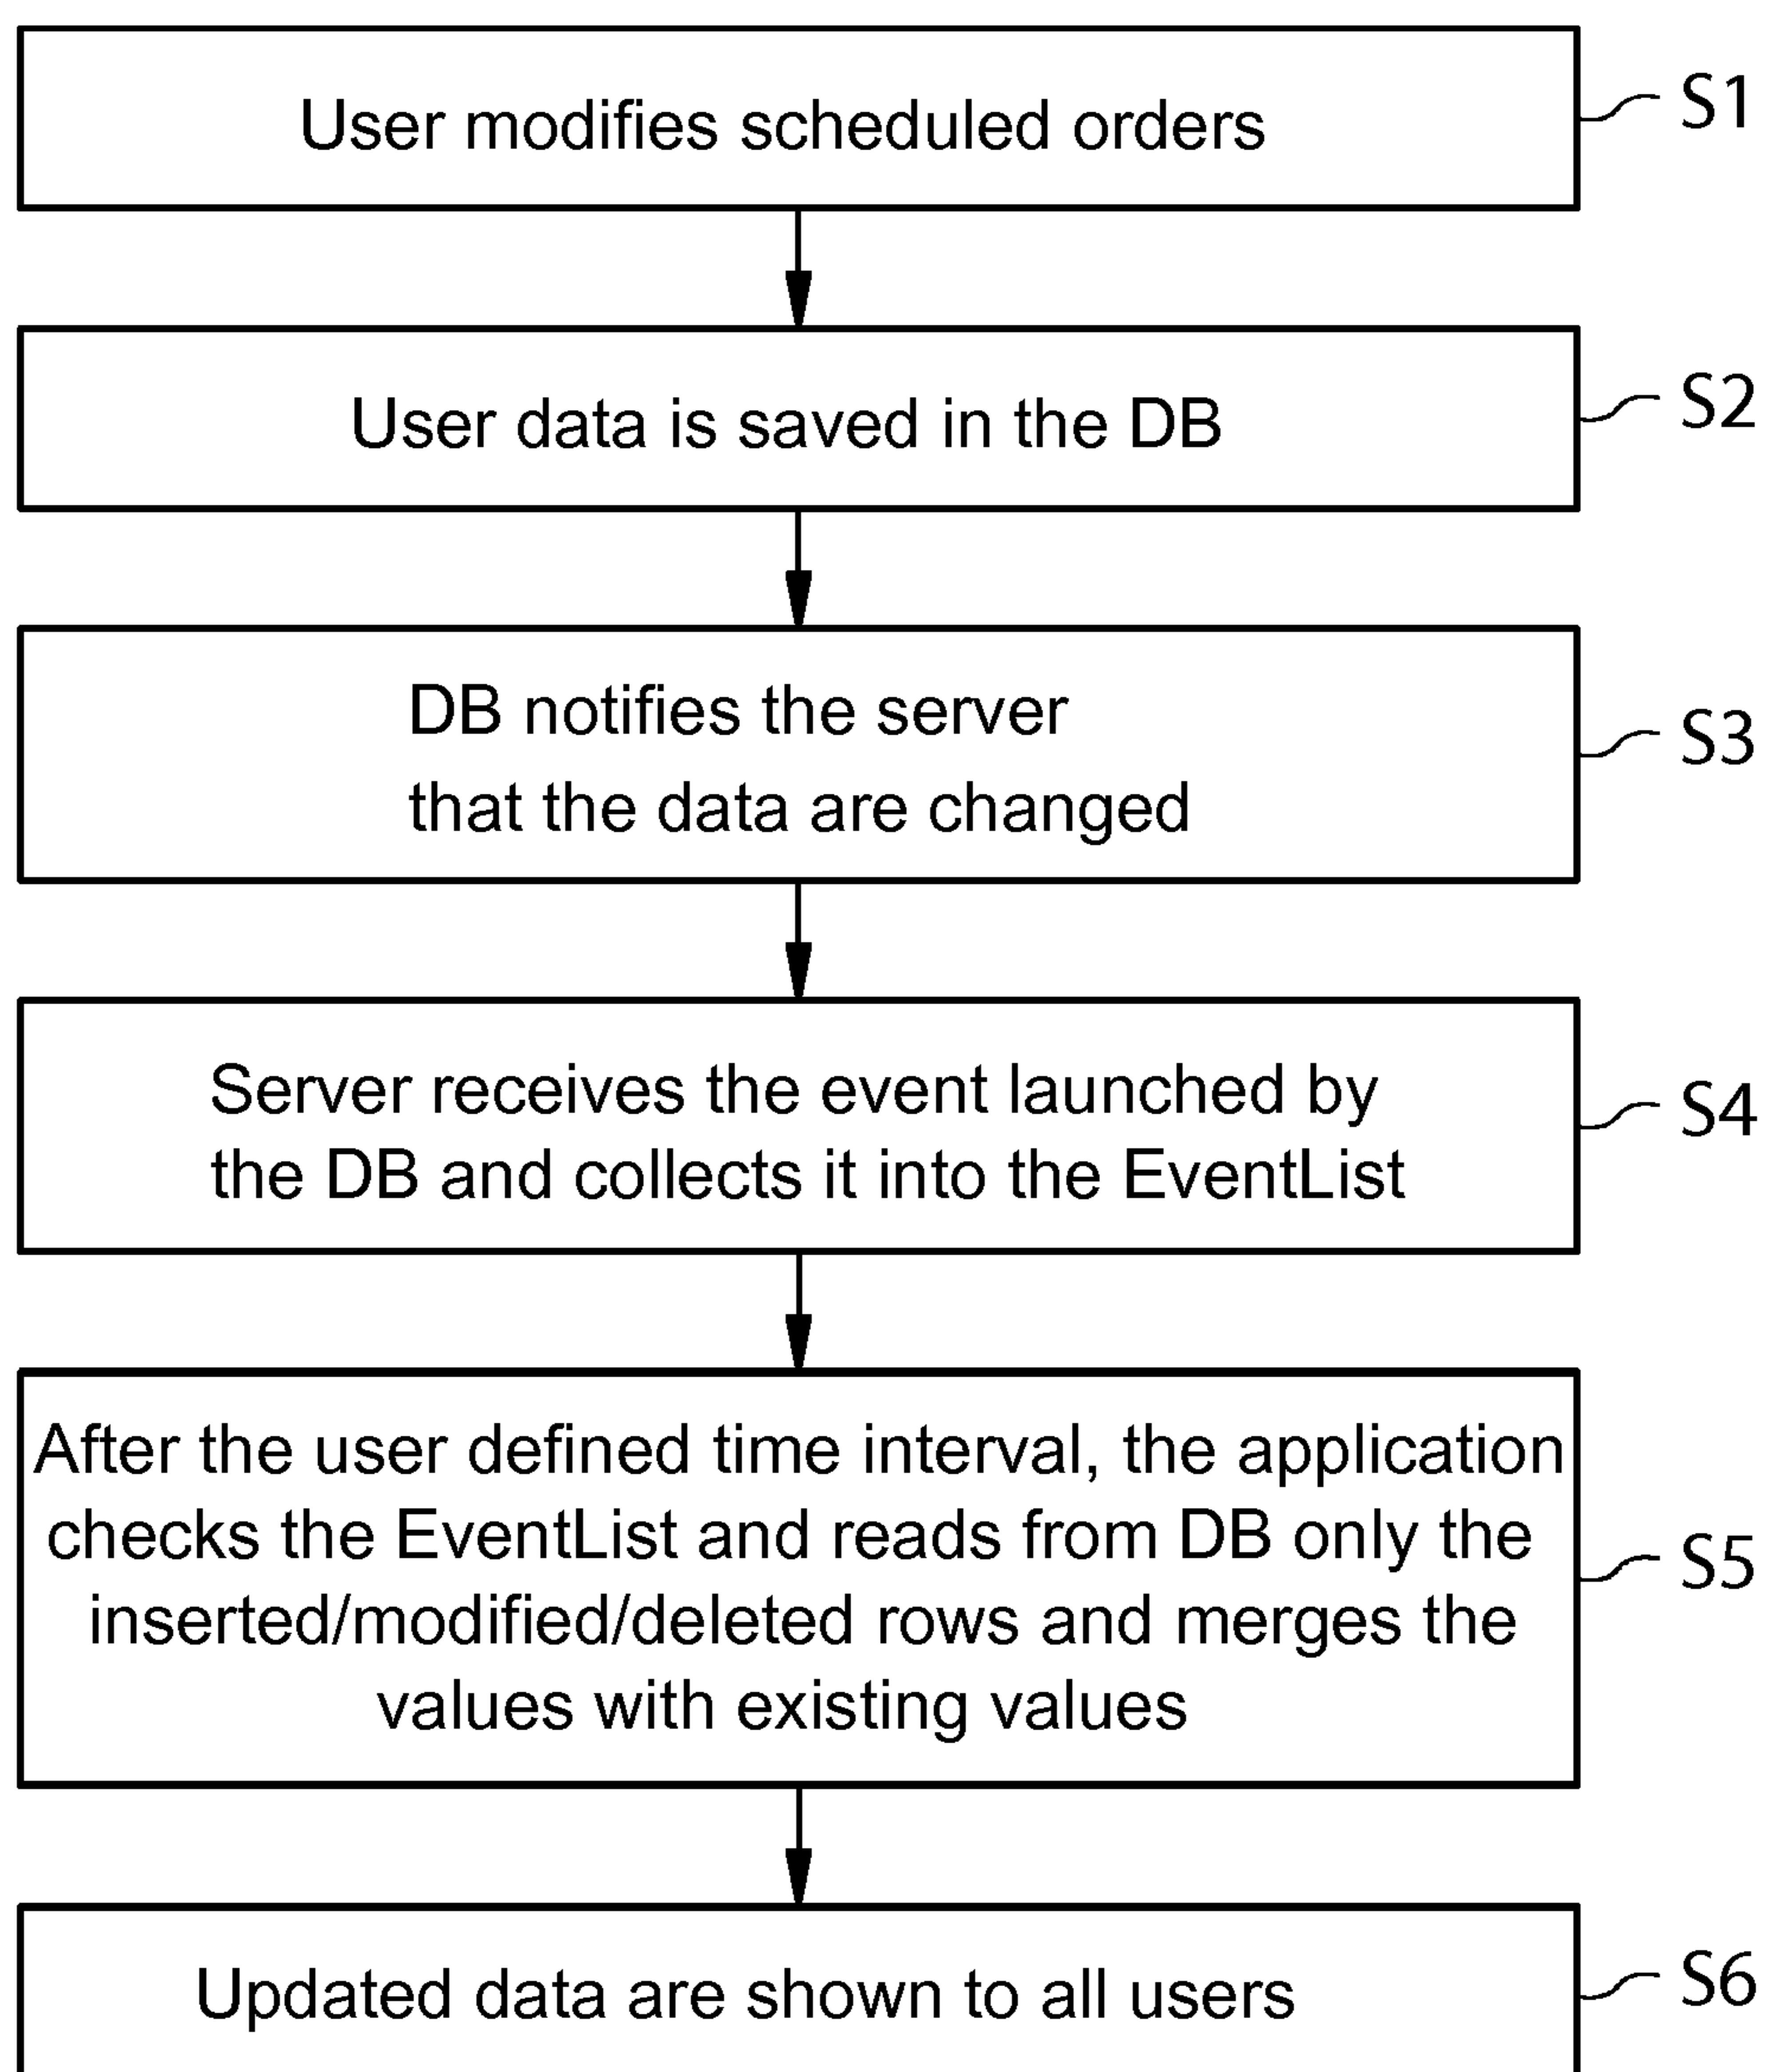 User modifies scheduled orders
S1
User data is saved in the DB
S2
DB notifies the server
that the data are changed
S3
Server receives the event launched by
the DB and collects it into the EventList
S4
After the user defined time interval, the application
checks the EventList and reads from DB only the
inserted/modified/deleted rows and merges the
values with existing values
S5
Updated data are shown to all users
S6